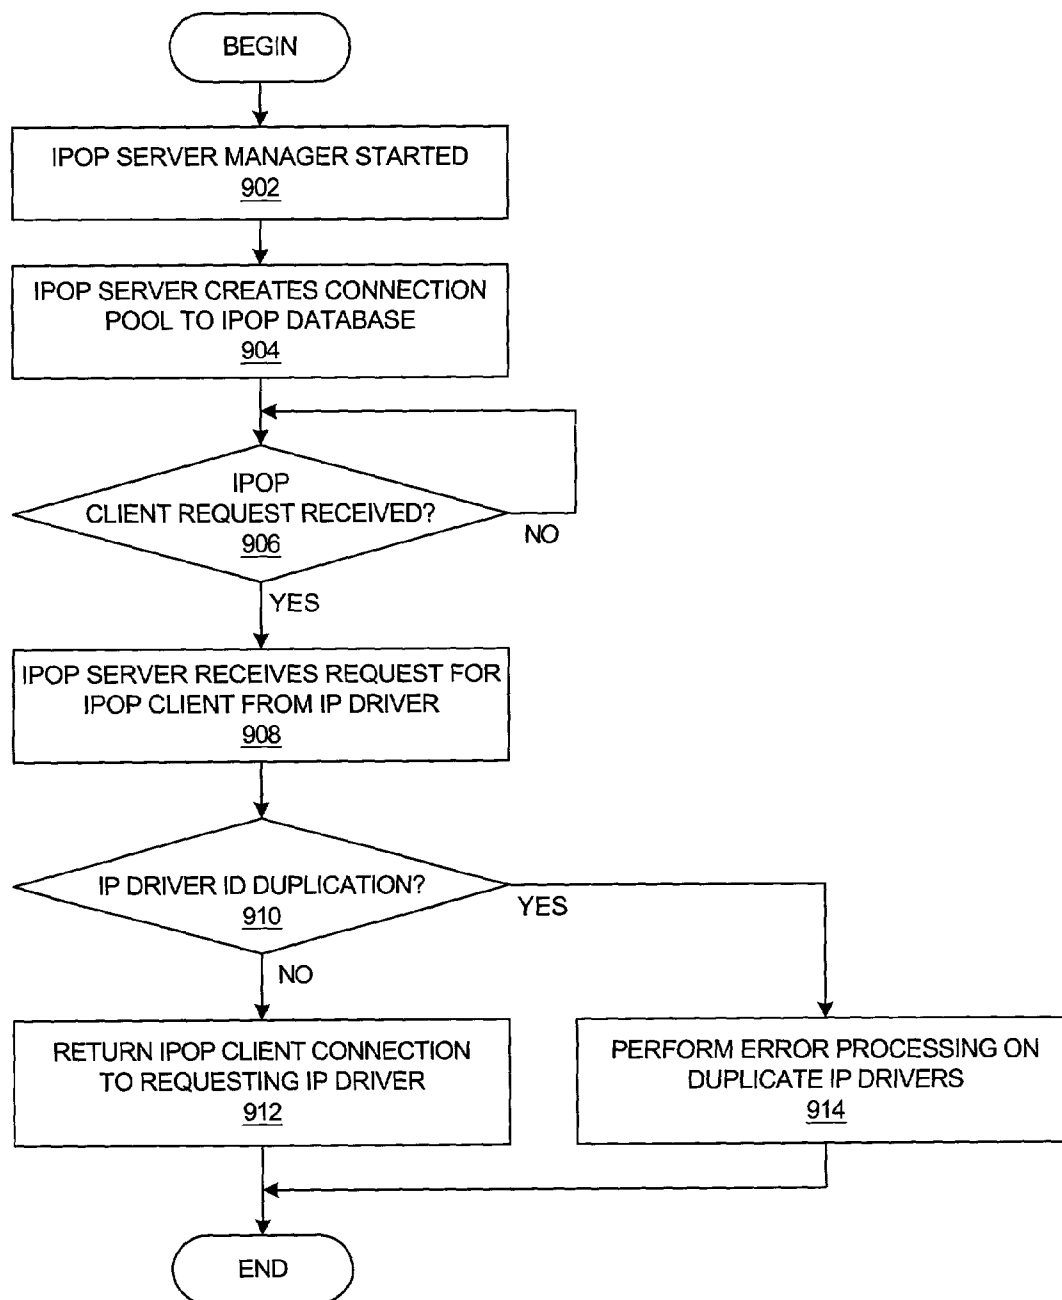 BEGIN
IPOP SERVER MANAGER STARTED
902
IPOP SERVER CREATES CONNECTION
POOL TO IPOP DATABASE
904
IPOP
CLIENT REQUEST RECEIVED?
906
NO
YES
IPOP SERVER RECEIVES REQUEST FOR
IPOP CLIENT FROM IP DRIVER
908
IP DRIVER ID DUPLICATION?
910
YES
NO
RETURN IPOP CLIENT CONNECTION
TO REQUESTING IP DRIVER
912
PERFORM ERROR PROCESSING ON
DUPLICATE IP DRIVERS
914
END